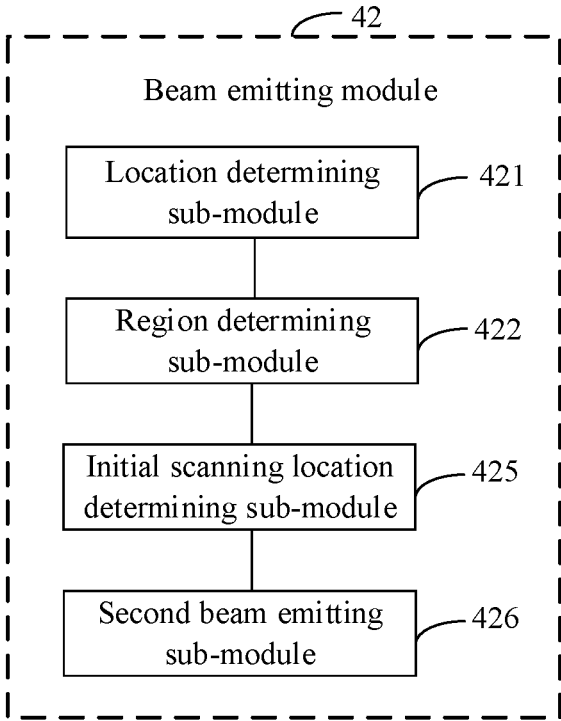 42
Beam emitting module
Location determining
sub-module
421
Region determining
sub-module
422
Initial scanning location
determining sub-module
425
Second beam emitting
sub-module
426